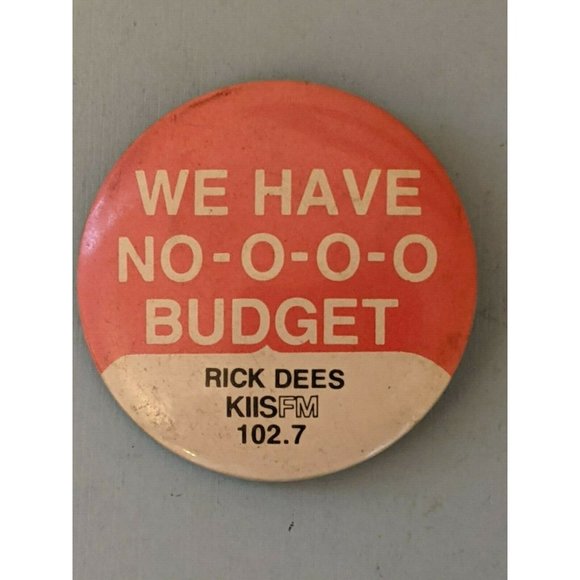 WE HAVE
NO-O-O-O
BUDGET
RICK DEES
KIISFM
102.7